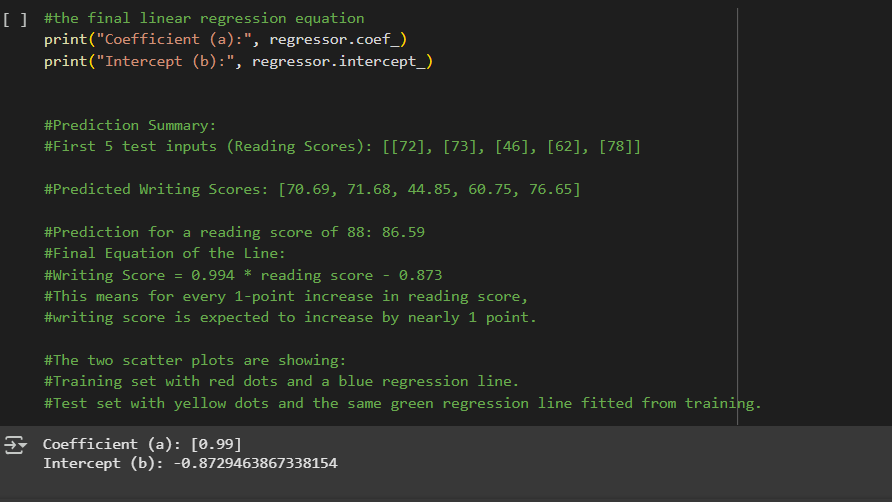 [ ] #the final linear regression equation
print("Coefficient (a):", regressor.coef_)
print("Intercept (b):", regressor.intercept_)
#Prediction Summary:
#First 5 test inputs (Reading Scores): [[72], [73], [46], [62], [78]]
#Predicted Writing Scores: [70.69, 71.68, 44.85, 60.75, 76.65]
#Prediction for a reading score of 88: 86.59
#Final Equation of the Line:
#Writing Score = 0.994 * reading score - 0.873
#This means for every 1-point increase in reading score,
#writing score is expected to increase by nearly 1 point.
#The two scatter plots are showing:
#Training set with red dots and a blue regression line.
#Test set with yellow dots and the same green regression line fitted from training.
Coefficient (a): [0.99]
Intercept (b): -0.8729463867338154